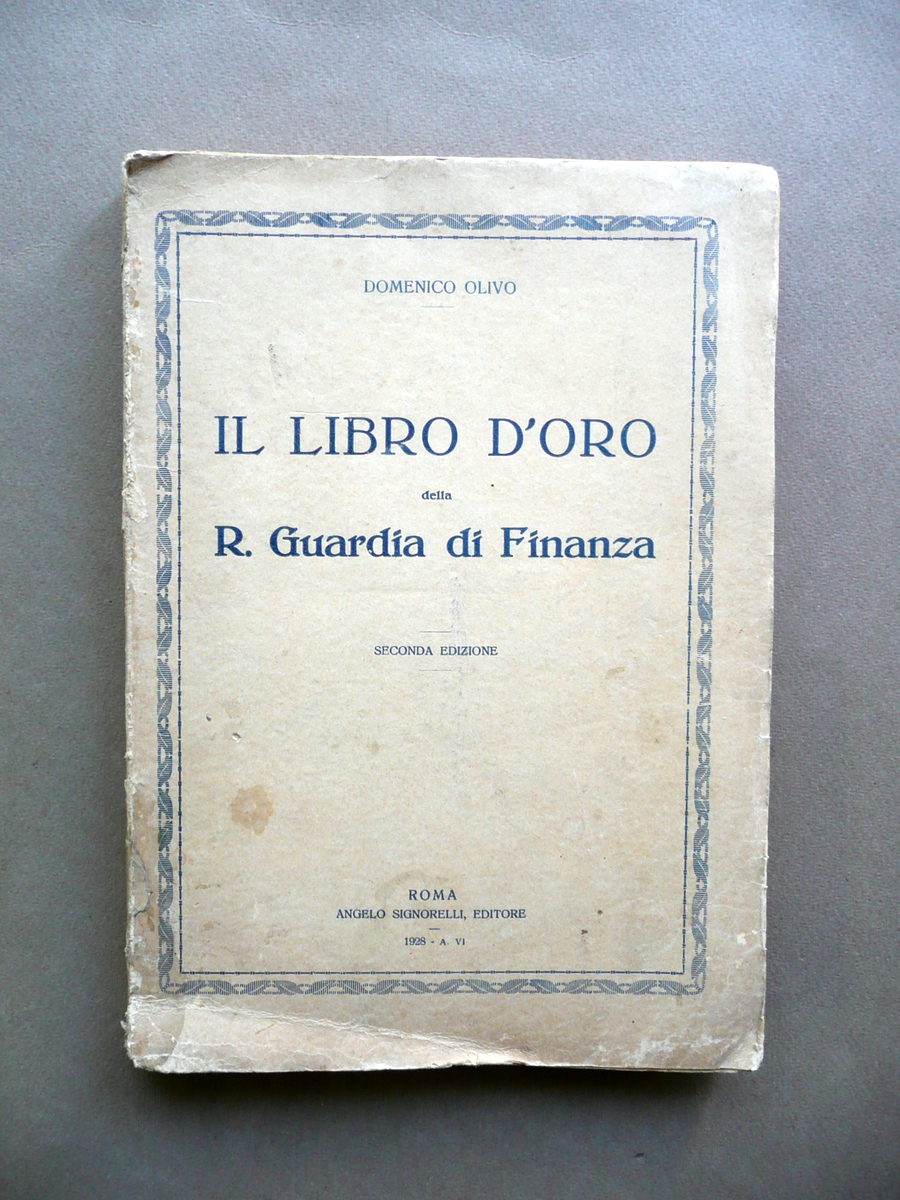 DOMENICO OLIVO
IL LIBRO D'ORO
della
R. Guardia di Finanza
SECONDA EDIZIONE
ROMA
ANGELO SIGNORELLI, EDITORE
1928 - A. VI